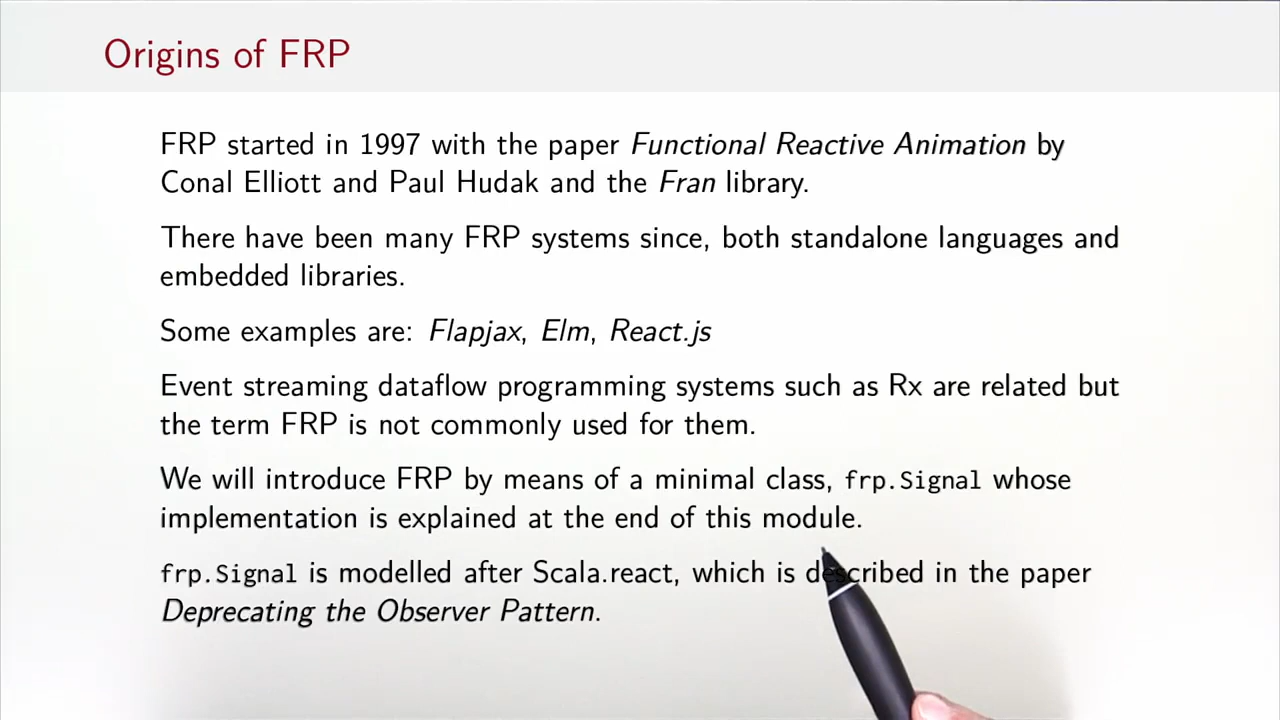 Origins of FRP
FRP started in 1997 with the paper Functional Reactive Animation by
Conal Elliott and Paul Hudak and the Fran library.
There have been many FRP systems since, both standalone languages and
embedded libraries.
Some examples are: Flapjax, Elm, React.js
Event streaming dataflow programming systems such as Rx are related but
the term FRP is not commonly used for them.
We will introduce FRP by means of a minimal class, frp.Signal whose
implementation is explained at the end of this module.
frp.Signal is modelled after Scala.react, which is described in the paper
Deprecating the Observer Pattern.